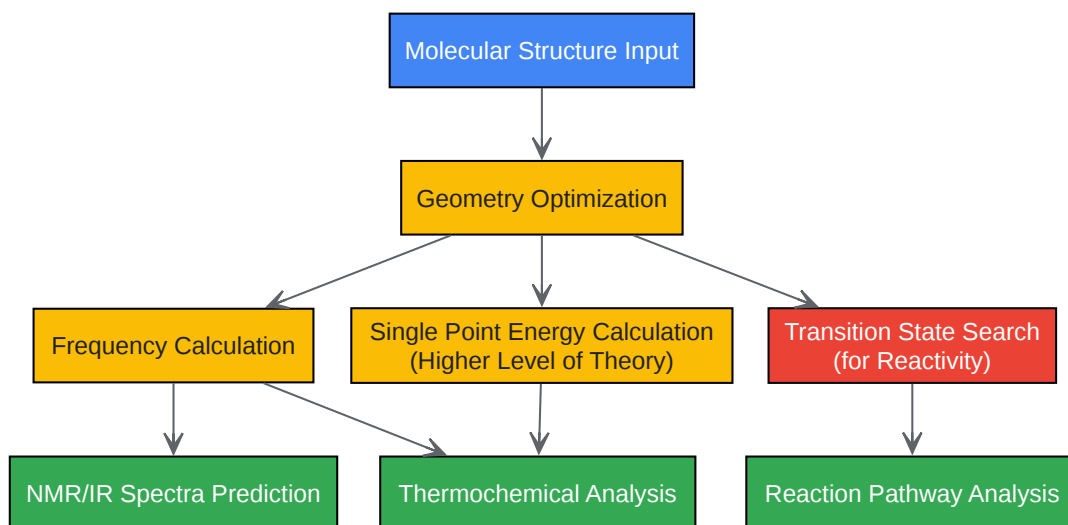 Molecular Structure Input
Geometry Optimization
Frequency Calculation
Single Point Energy Calculation
(Higher Level of Theory)
Transition State Search
(for Reactivity)
NMR/IR Spectra Prediction
Thermochemical Analysis
Reaction Pathway Analysis